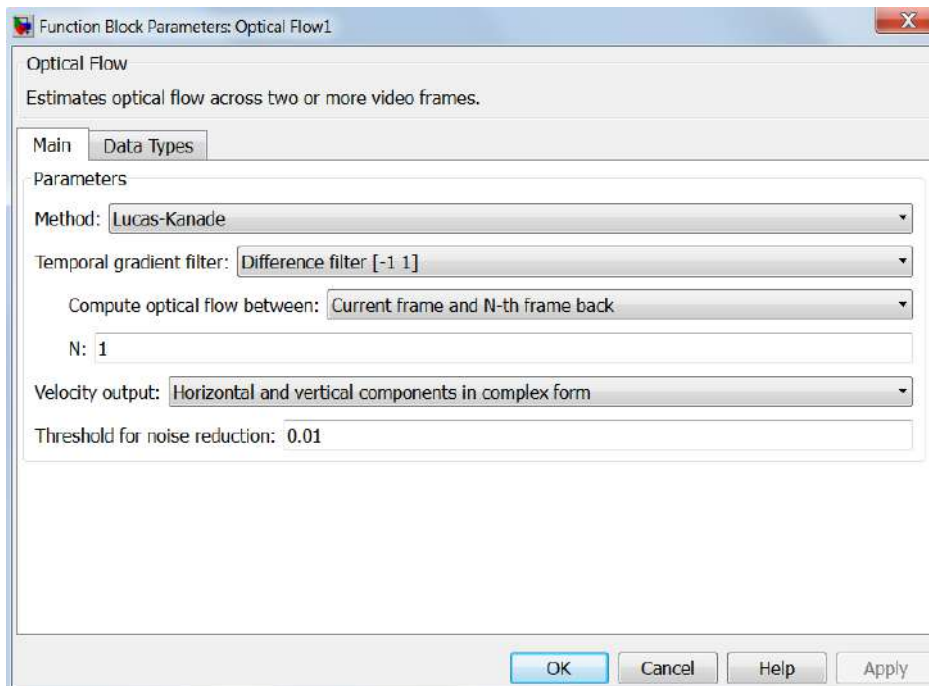 Function Block Parameters: Optical Flow1
X
Optical Flow
Estimates optical flow across two or more video frames.
Main Data Types
Parameters
Method: Lucas-Kanade
Temporal gradient filter: Difference filter [-1 1]
Compute optical flow between: Current frame and N-th frame back
N: 1
Velocity output: Horizontal and vertical components in complex form
Threshold for noise reduction: 0.01
OK Cancel Help Apply